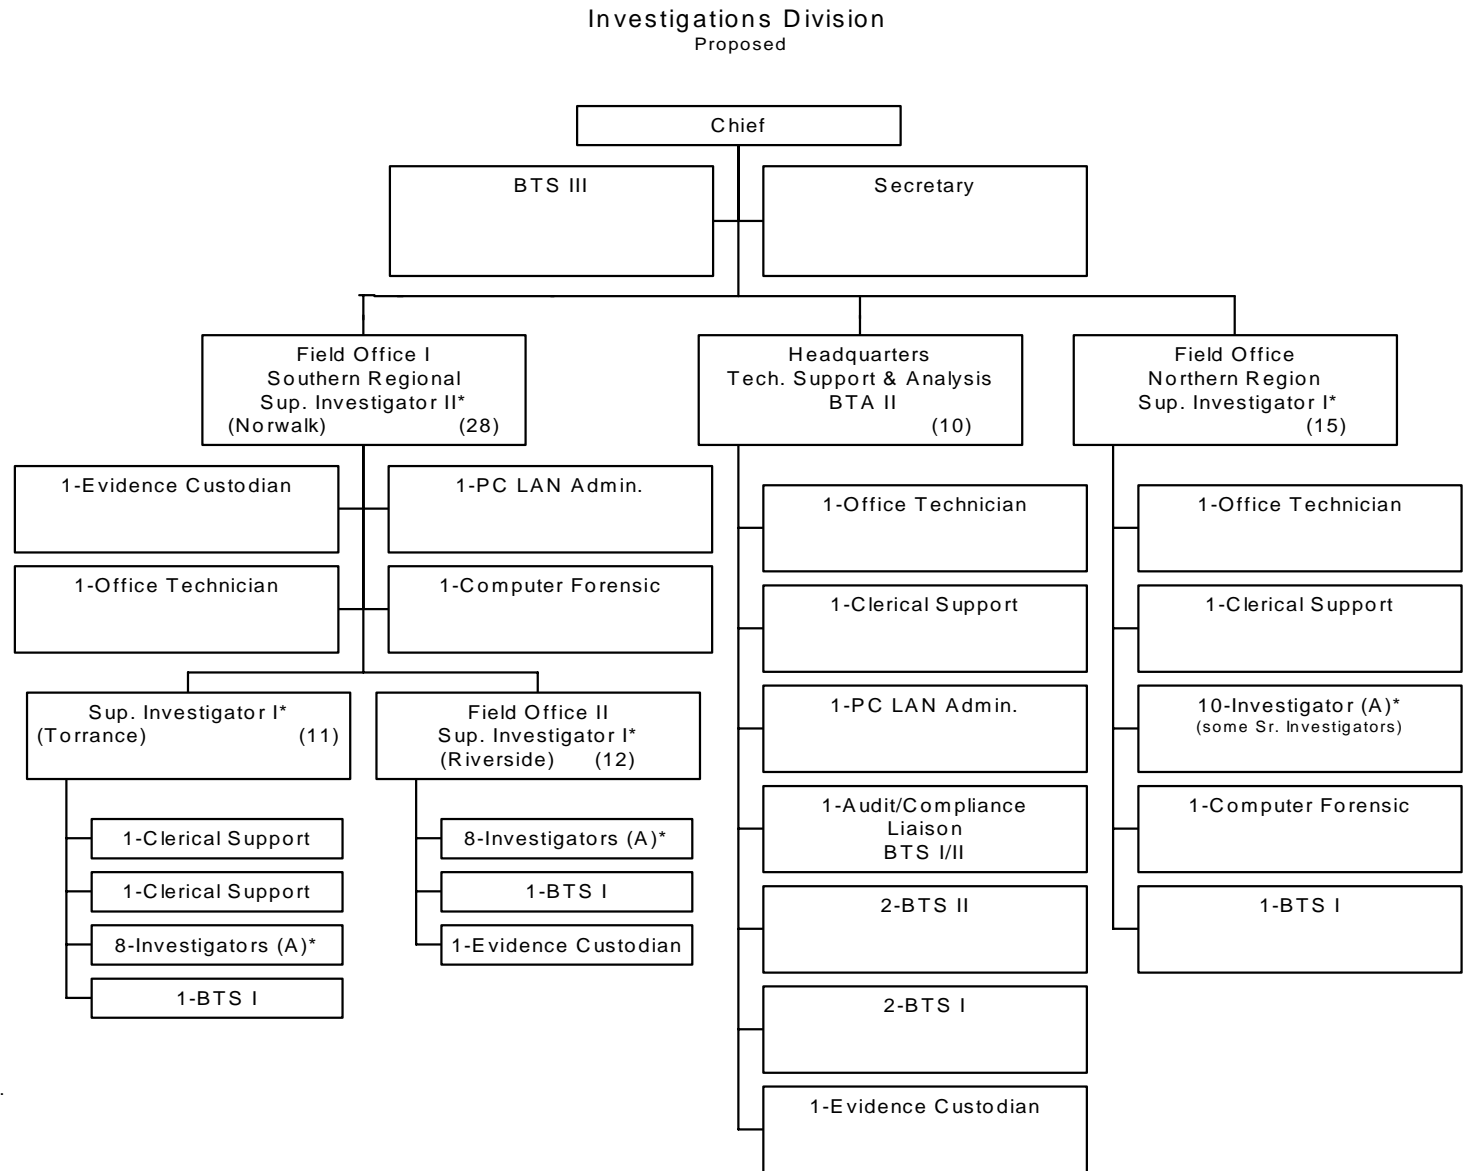 Investigations Division
Proposed
Chief
BTS III
Secretary
Field Office I
Southern Regional
Sup. Investigator II*
(Norwalk) (28)
Headquarters
Tech. Support & Analysis
BTA II
(10)
Field Office
Northern Region
Sup. Investigator I*
(15)
1-Evidence Custodian
1-PC LAN Admin.
1-Office Technician
1-Computer Forensic
Sup. Investigator I*
(Torrance) (11)
1-Clerical Support
1-Clerical Support
8-Investigators (A)*
1-BTS I
Field Office II
Sup. Investigator I*
(Riverside) (12)
8-Investigators (A)*
1-BTS I
1-Evidence Custodian
1-Office Technician
1-Clerical Support
1-PC LAN Admin.
1-Audit/Compliance
Liaison
BTS I/II
2-BTS II
2-BTS I
1-Evidence Custodian
1-Office Technician
1-Clerical Support
10-Investigator (A)*
(some Sr. Investigators)
1-Computer Forensic
1-BTS I
.